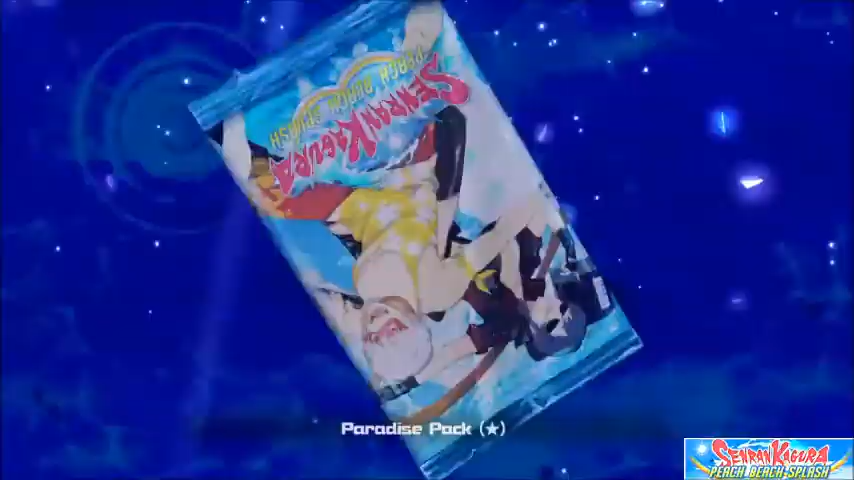 SENRAN KAGURA
PEACH BEACH SPLASH
Paradise Pack (★)
SENRAN KAGURA
PEACH BEACH SPLASH